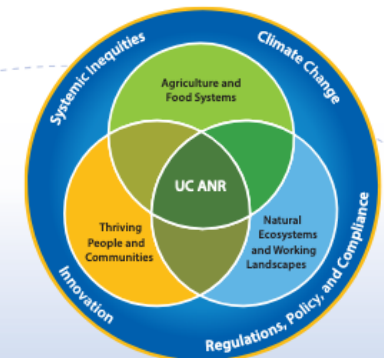 Systemic Inequities
Climate Change
Agriculture and
Food Systems
UC ANR
Thriving
People and
Communities
Natural
Ecosystems
and Working
Landscapes
Innovation
Regulations, Policy, and Compliance